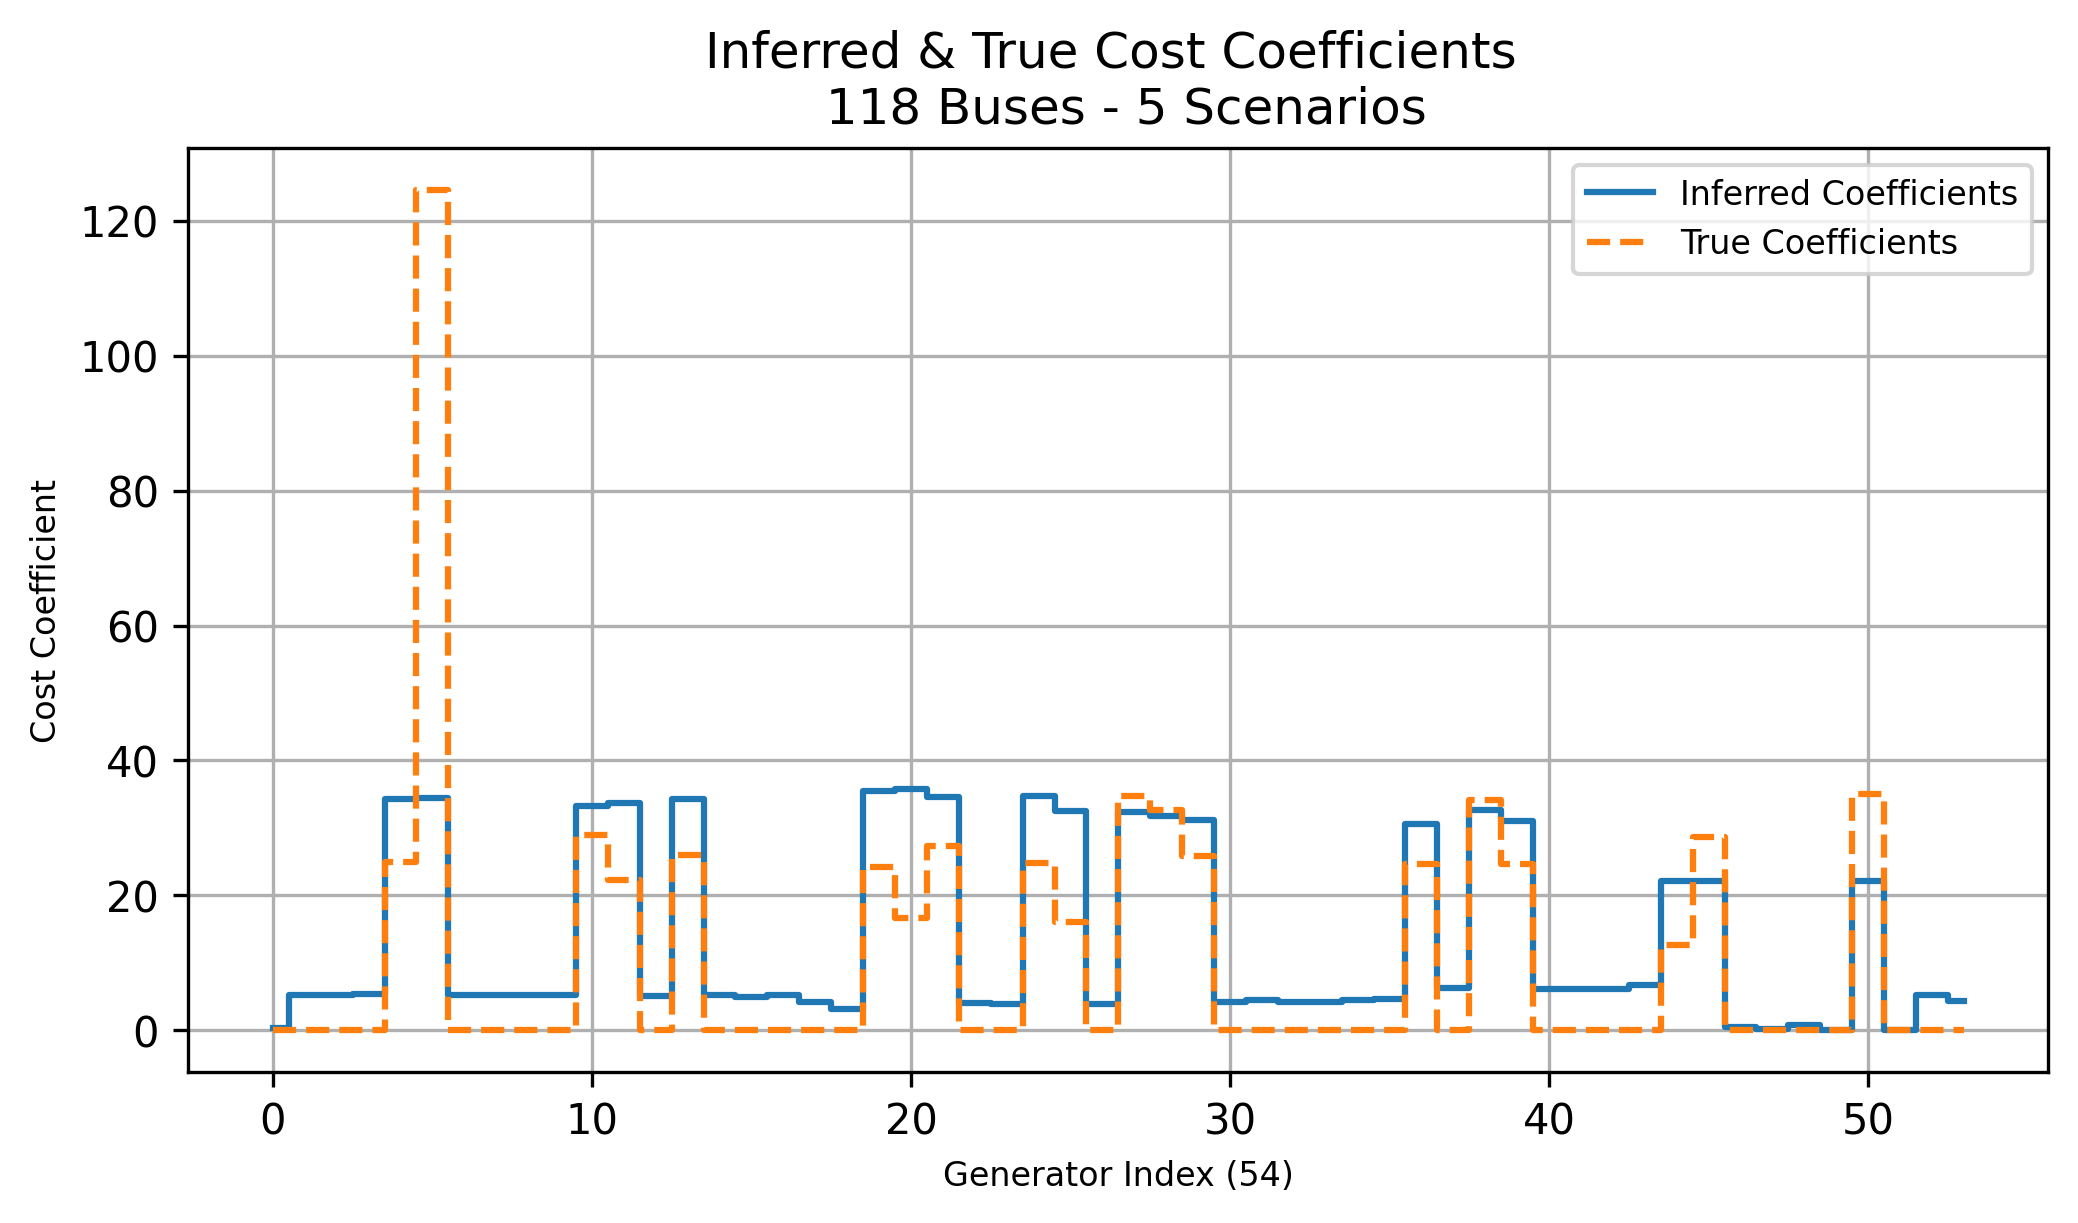 Inferred & True Cost Coefficients
118 Buses - 5 Scenarios
Inferred Coefficients
True Coefficients
120
100
80
60
40
20
0
Cost Coefficient
0 10 20 30 40 50
Generator Index (54)